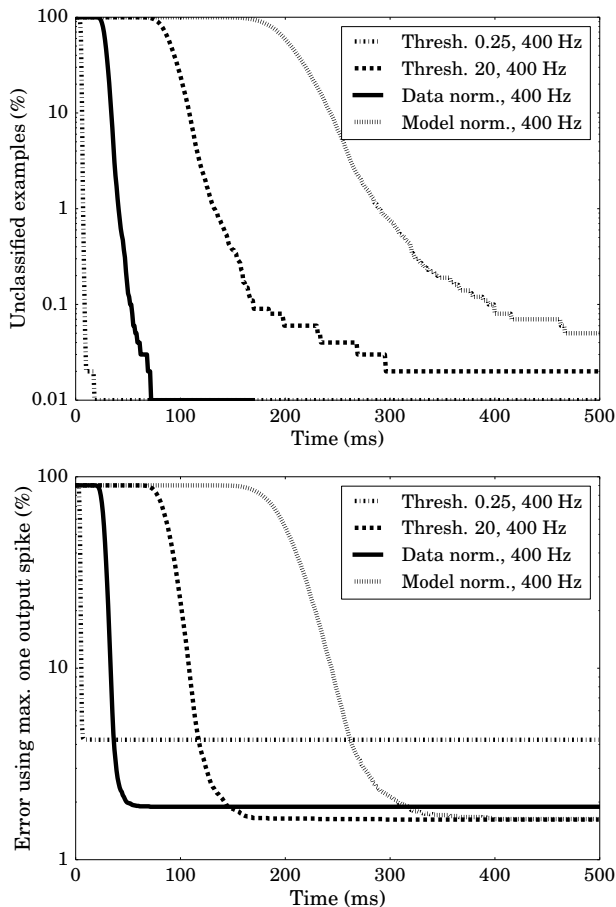 Unclassified examples (%)
100
10
1
0.1
0.01
Thresh. 0.25, 400 Hz
Thresh. 20, 400 Hz
Data norm., 400 Hz
Model norm., 400 Hz
0 100 200 300 400 500
Time (ms)
Error using max. one output spike (%)
100
10
1
Thresh. 0.25, 400 Hz
Thresh. 20, 400 Hz
Data norm., 400 Hz
Model norm., 400 Hz
0 100 200 300 400 500
Time (ms)